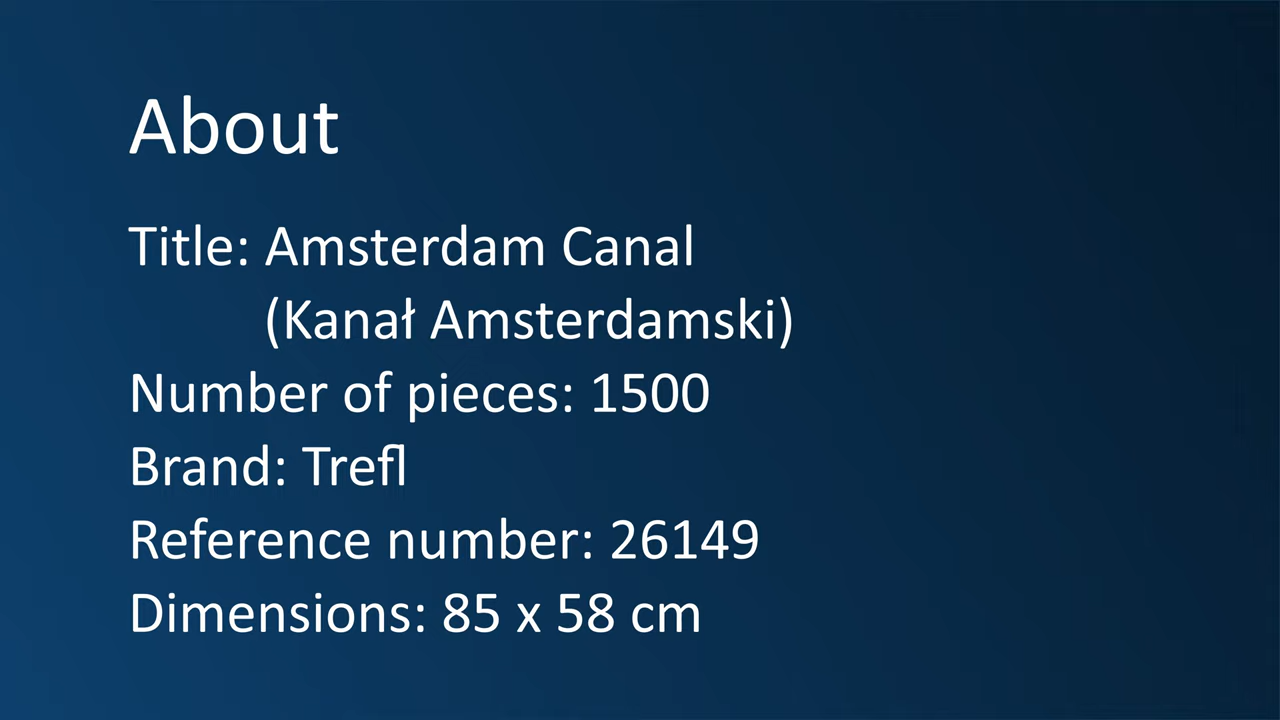 About
Title: Amsterdam Canal
(Kanał Amsterdamski)
Number of pieces: 1500
Brand: Trefl
Reference number: 26149
Dimensions: 85 x 58 cm